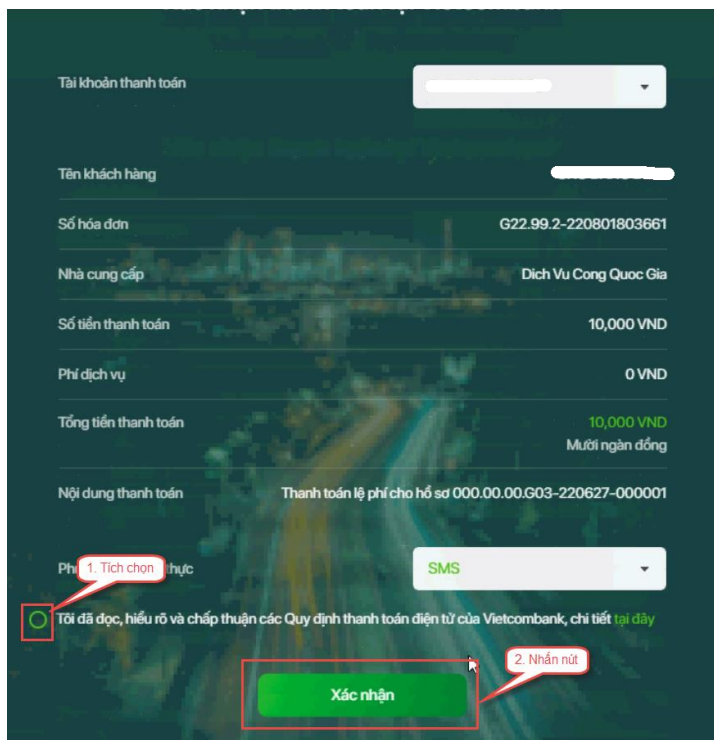 Tài khoản thanh toán
Tên khách hàng
Số hóa đơn G22.99.2-220801803661
Nhà cung cấp Dich Vu Cong Quoc Gia
Số tiền thanh toán 10,000 VND
Phí dịch vụ 0 VND
Tổng tiền thanh toán 10,000 VND
Mười ngàn đồng
Nội dung thanh toán Thanh toán lệ phí cho hồ sơ 000.00.00.G03-220627-000001
1. Tích chọn thực SMS
Tôi đã đọc, hiểu rõ và chấp thuận các Quy định thanh toán điện tử của Vietcombank, chi tiết tại đây
2. Nhấn nút
Xác nhận